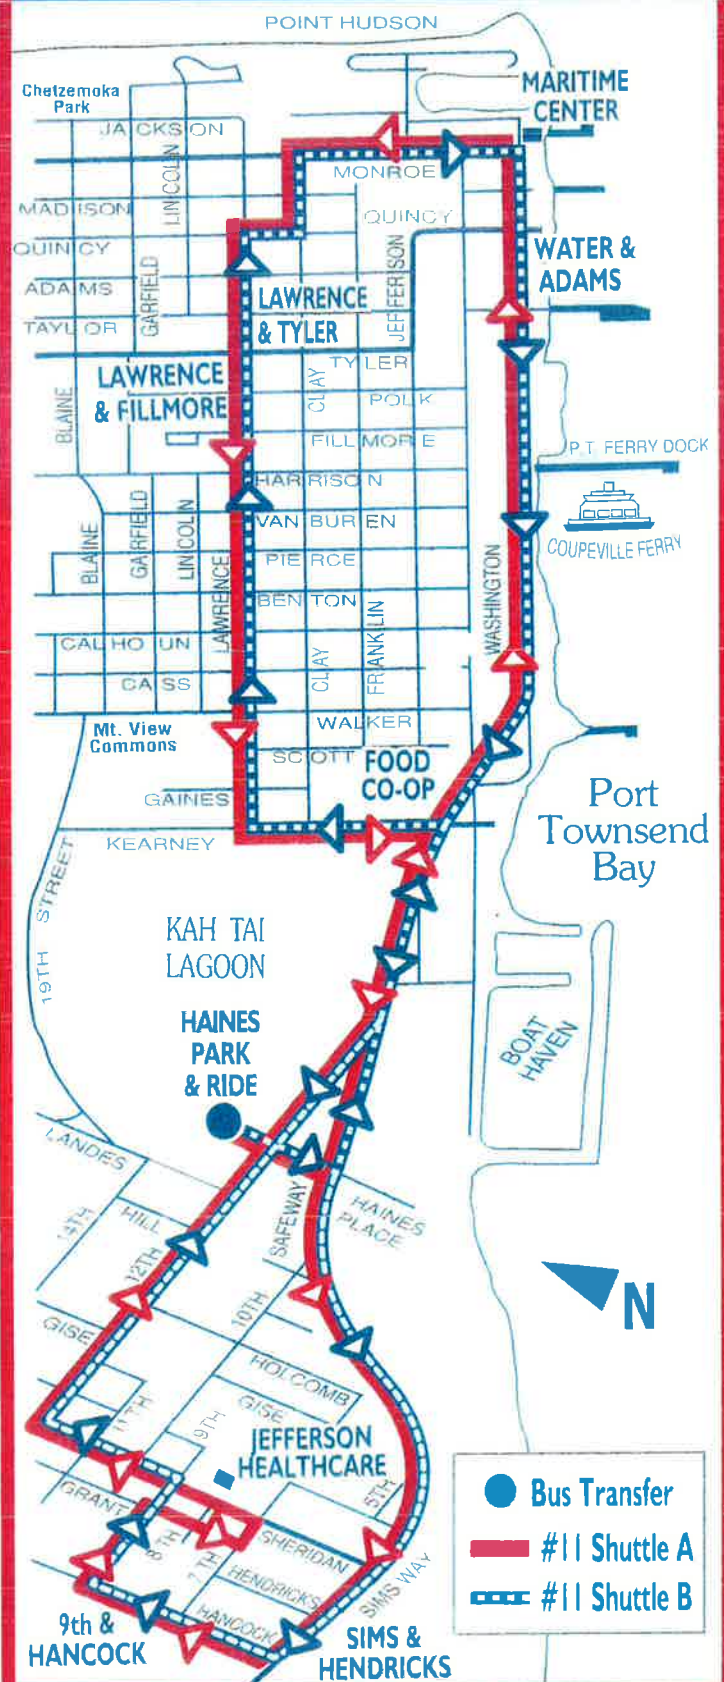 POINT HUDSON
Chetzemoka
Park
MARITIME
CENTER
JACKSON
LINCOLN
MONROE
MADIISON
QUINCY
QUINCY
JEFFERISON
WATER &
ADAMS
ADAMS
GARFIELD
LAWRENCE
& TYLER
TAYLOR
TYLER
LAWRENCE
& FILLMORE
CLAY
POLK
BLAINE
FILLMORE
P.T. FERRY DOCK
HARRISON
COUPEVILLE FERRY
BLAINE
GARFIELD
LINCOLN
VAN BUREN
PIERCE
LAWRENCE
WASHINGTON
BENTON
CALHOUN
CLAY
FRANKLIN
CASS
WALKER
Mt. View
Commons
SCOTT
FOOD
CO-OP
GAINES
Port
Townsend
Bay
KEARNEY
19TH STREET
KAH TAI
LAGOON
BOAT
HAVEN
HAINES
PARK
& RIDE
LANDES
SAFEWAY
HAINES
PLACE
14TH
HILL
12TH
N
10TH
GISE
HOLCOMB
GISE
11TH
9TH
JEFFERSON
HEALTHCARE
5TH
GRANT
8TH
7TH
SHERIDAN
HENDRICKS
HANCOCK
SIMS WAY
9th &
HANCOCK
SIMS &
HENDRICKS
Bus Transfer
#11 Shuttle A
#11 Shuttle B